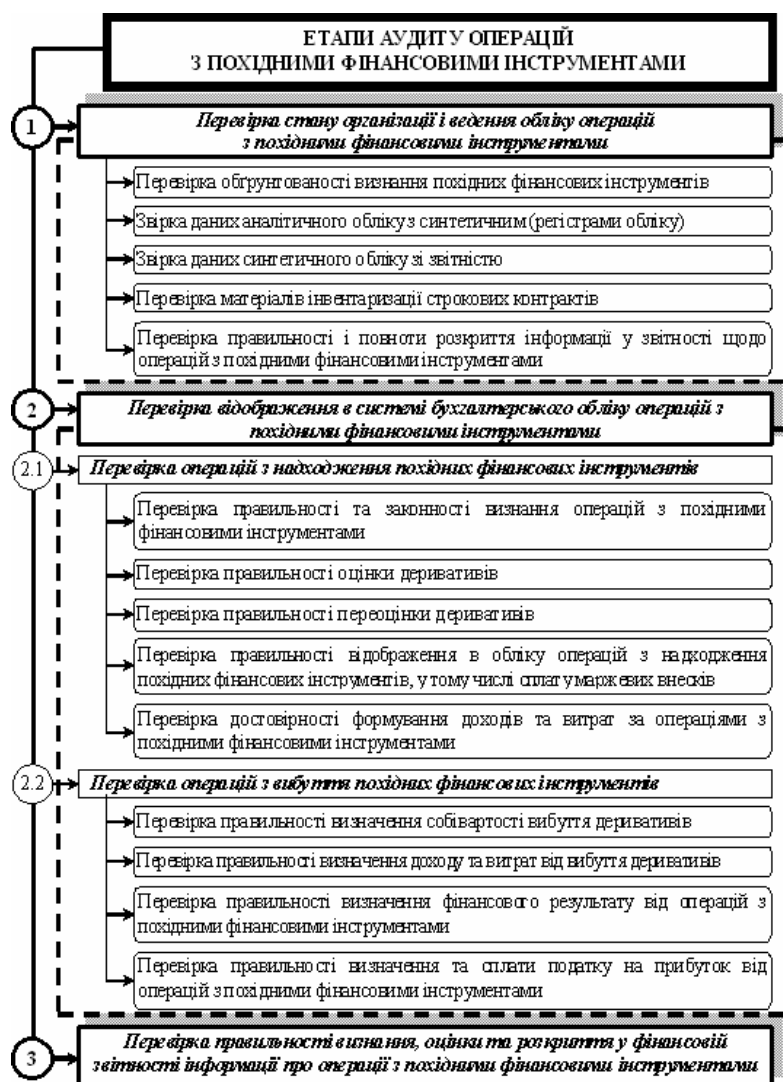 ЕТАПИ АУДИТУ ОПЕРАЦІЙ
З ПОХІДНИМИ ФІНАНСОВИМИ ІНСТРУМЕНТАМИ
1
Перевірка стану організації і ведення обліку операцій
з похідними фінансовими інструментами
Перевірка обґрунтованості визнання похідних фінансових інструментів
Звірка даних аналітичного обліку з синтетичним (регістрами обліку)
Звірка даних синтетичного обліку зі звітністю
Перевірка матеріалів інвентаризації строкових контрактів
Перевірка правильності і повноти розкриття інформації у звітності щодо
операцій з похідними фінансовими інструментами
2
Перевірка відображення в системі бухгалтерського обліку операцій з
похідними фінансовими інструментами
2.1
Перевірка операцій з надходження похідних фінансових інструментів
Перевірка правильності та законності визнання операцій з похідними
фінансовими інструментами
Перевірка правильності оцінки деривативів
Перевірка правильності переоцінки деривативів
Перевірка правильності відображення в обліку операцій з надходження
похідних фінансових інструментів, у тому числі сплату маржевих внесків
Перевірка достовірності формування доходів та витрат за операціями з
похідними фінансовими інструментами
2.2
Перевірка операцій з вибуття похідних фінансових інструментів
Перевірка правильності визначення собівартості вибуття деривативів
Перевірка правильності визначення доходу та витрат від вибуття деривативів
Перевірка правильності визначення фінансового результату від операцій з
похідними фінансовими інструментами
Перевірка правильності визначення та сплати податку на прибуток від
операцій з похідними фінансовими інструментами
3
Перевірка правильності визнання, оцінки та розкриття у фінансовій
звітності інформації про операції з похідними фінансовими інструментами